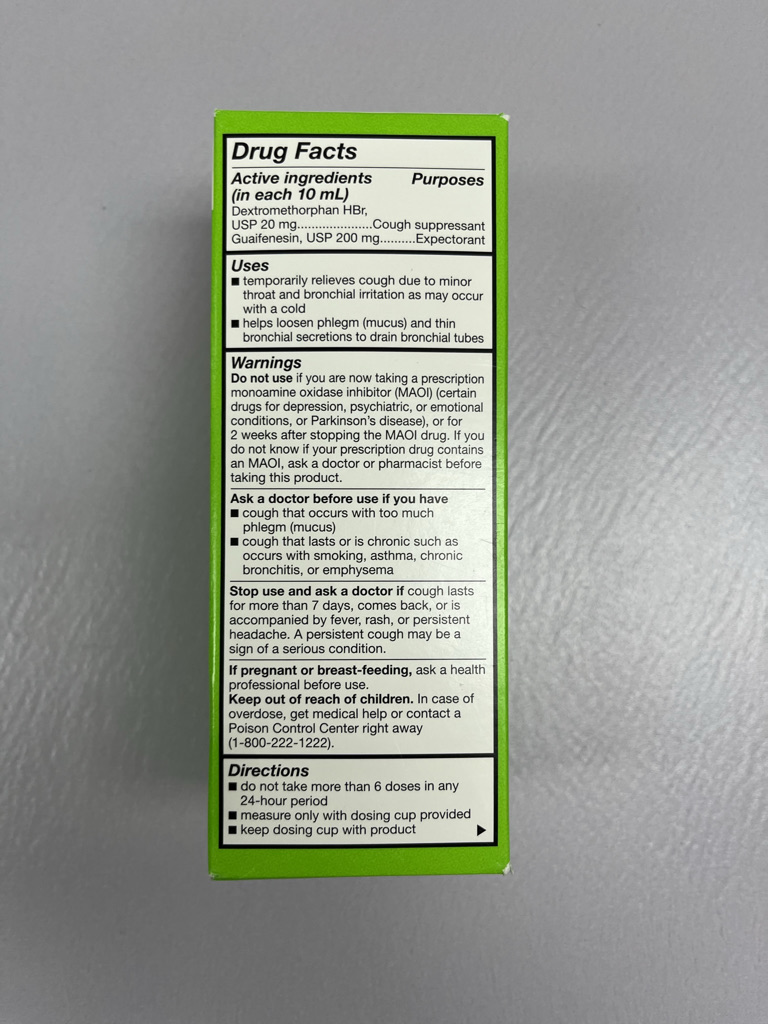 Drug Facts
Active ingredients Purposes
(in each 10 mL)
Dextromethorphan HBr,
USP 20 mg.....................Cough suppressant
Guaifenesin, USP 200 mg..........Expectorant
Uses
■ temporarily relieves cough due to minor
throat and bronchial irritation as may occur
with a cold
■ helps loosen phlegm (mucus) and thin
bronchial secretions to drain bronchial tubes
Warnings
Do not use if you are now taking a prescription
monoamine oxidase inhibitor (MAOI) (certain
drugs for depression, psychiatric, or emotional
conditions, or Parkinson's disease), or for
2 weeks after stopping the MAOI drug. If you
do not know if your prescription drug contains
an MAOI, ask a doctor or pharmacist before
taking this product.
Ask a doctor before use if you have
■ cough that occurs with too much
phlegm (mucus)
■ cough that lasts or is chronic such as
occurs with smoking, asthma, chronic
bronchitis, or emphysema
Stop use and ask a doctor if cough lasts
for more than 7 days, comes back, or is
accompanied by fever, rash, or persistent
headache. A persistent cough may be a
sign of a serious condition.
If pregnant or breast-feeding, ask a health
professional before use.
Keep out of reach of children. In case of
overdose, get medical help or contact a
Poison Control Center right away
(1-800-222-1222).
Directions
■ do not take more than 6 doses in any
24-hour period
■ measure only with dosing cup provided
■ keep dosing cup with product ▶